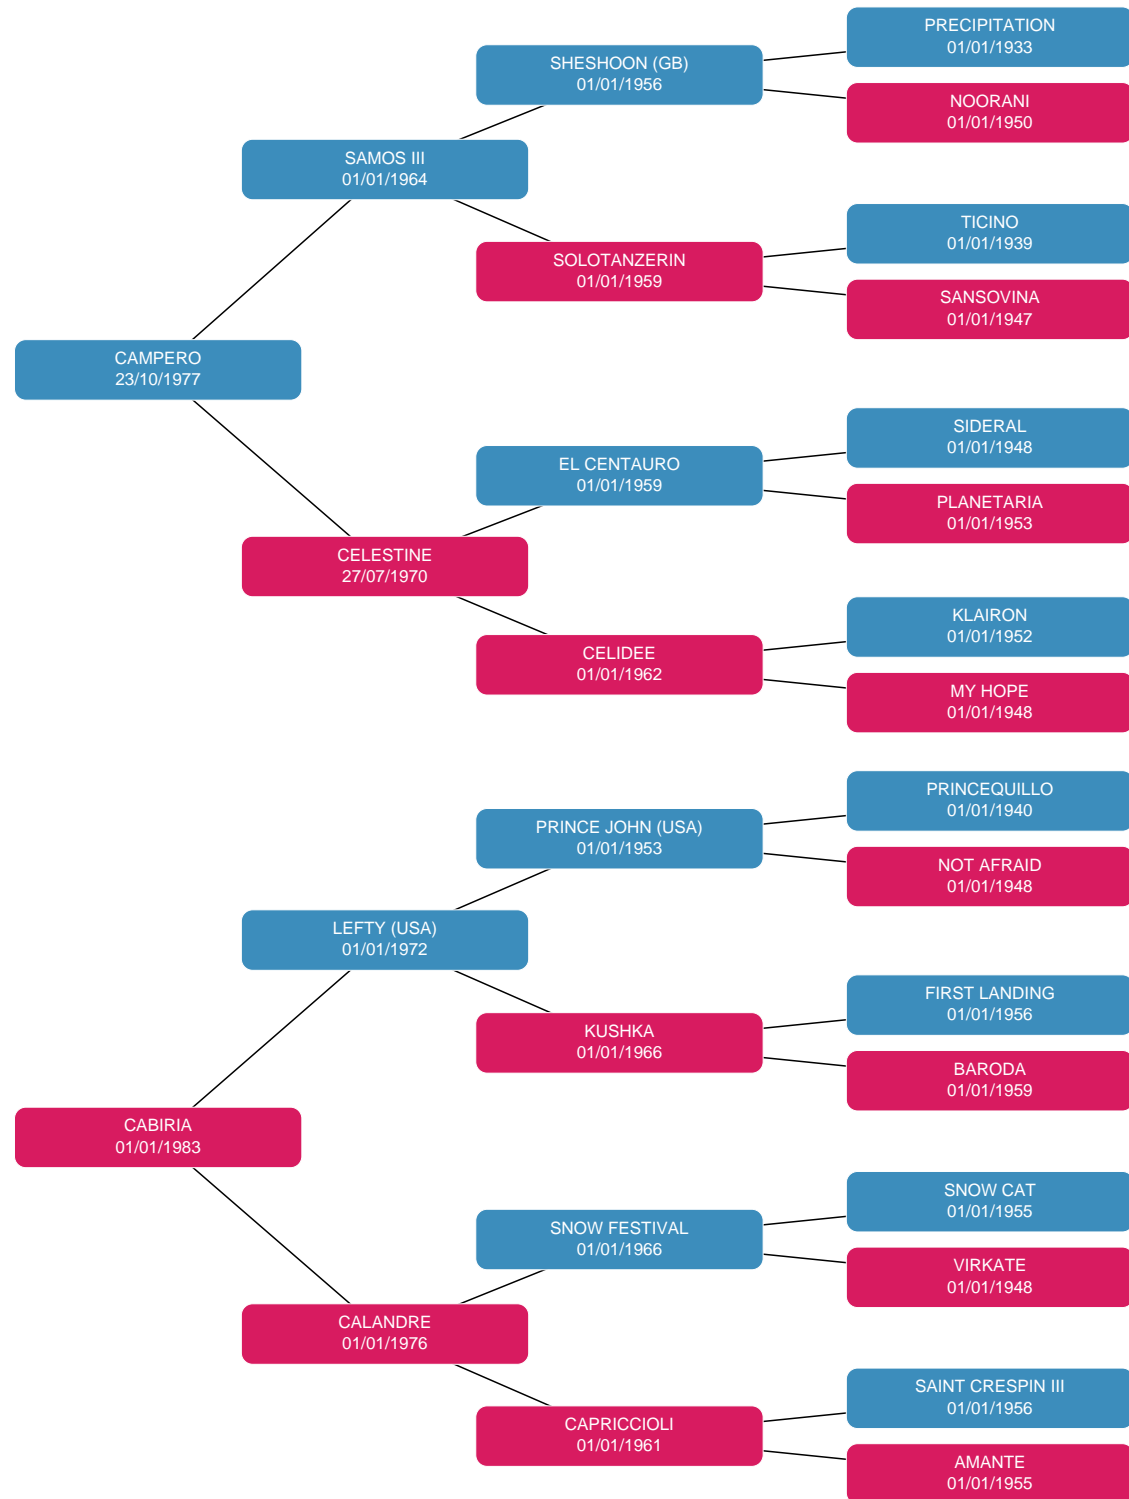 PRECIPITATION
01/01/1933
SHESHOON (GB)
01/01/1956
NOORANI
01/01/1950
SAMOS III
01/01/1964
TICINO
01/01/1939
SOLOTANZERIN
01/01/1959
SANSOVINA
01/01/1947
CAMPERO
23/10/1977
SIDERAL
01/01/1948
EL CENTAURO
01/01/1959
PLANETARIA
01/01/1953
CELESTINE
27/07/1970
KLAIRON
01/01/1952
CELIDEE
01/01/1962
MY HOPE
01/01/1948
PRINCEQUILLO
01/01/1940
PRINCE JOHN (USA)
01/01/1953
NOT AFRAID
01/01/1948
LEFTY (USA)
01/01/1972
FIRST LANDING
01/01/1956
KUSHKA
01/01/1966
BARODA
01/01/1959
CABIRIA
01/01/1983
SNOW CAT
01/01/1955
SNOW FESTIVAL
01/01/1966
VIRKATE
01/01/1948
CALANDRE
01/01/1976
SAINT CRESPIN III
01/01/1956
CAPRICCIOLI
01/01/1961
AMANTE
01/01/1955